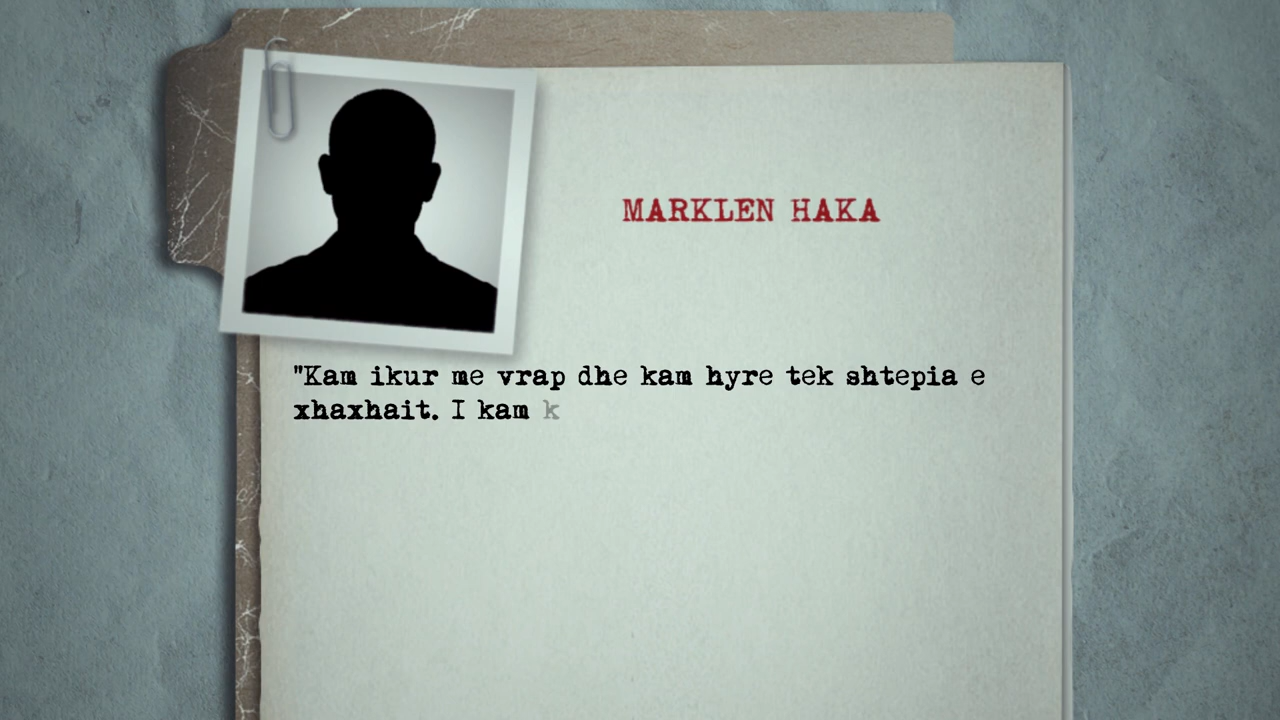 MARKLEN HAKA
"Kam ikur me vrap dhe kam hyre tek shtepia e
xhaxhait. I kam k